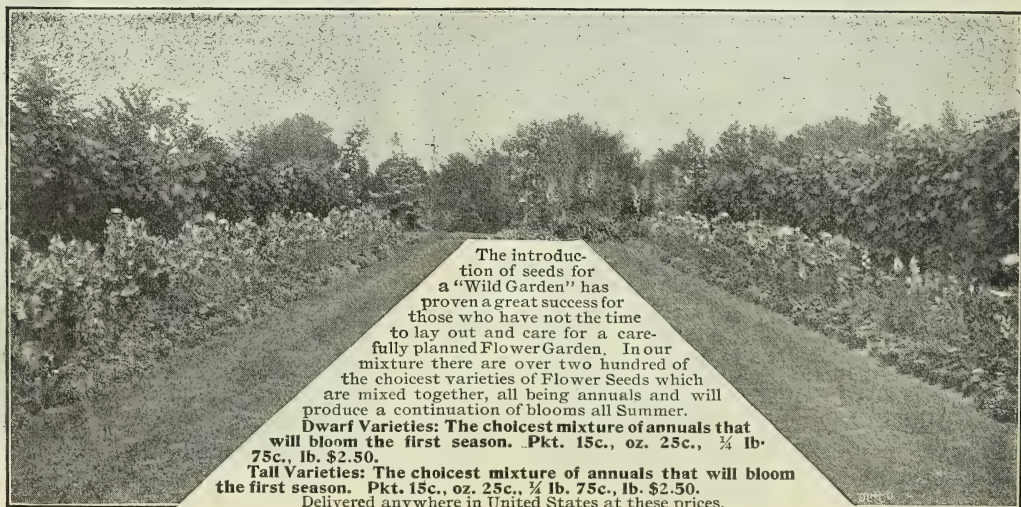 The introduc-
tion of seeds for
a “Wild Garden” has
proven a great success for
those who have not the time
to lay out and care for a care-
fully planned Flower Garden. In our
mixture there are over two hundred of
the choicest varieties of Flower Seeds which
are mixed together, all being annuals and will
produce a continuation of blooms all Summer.
Dwarf Varieties: The choicest mixture of annuals that
will bloom the first season. Pkt. 15c., oz. 25c., ¼ lb.
75c., lb. $2.50.
Tall Varieties: The choicest mixture of annuals that will bloom
the first season. Pkt. 15c., oz. 25c., ¼ lb. 75c., lb. $2.50.
Delivered anywhere in United States at these prices.